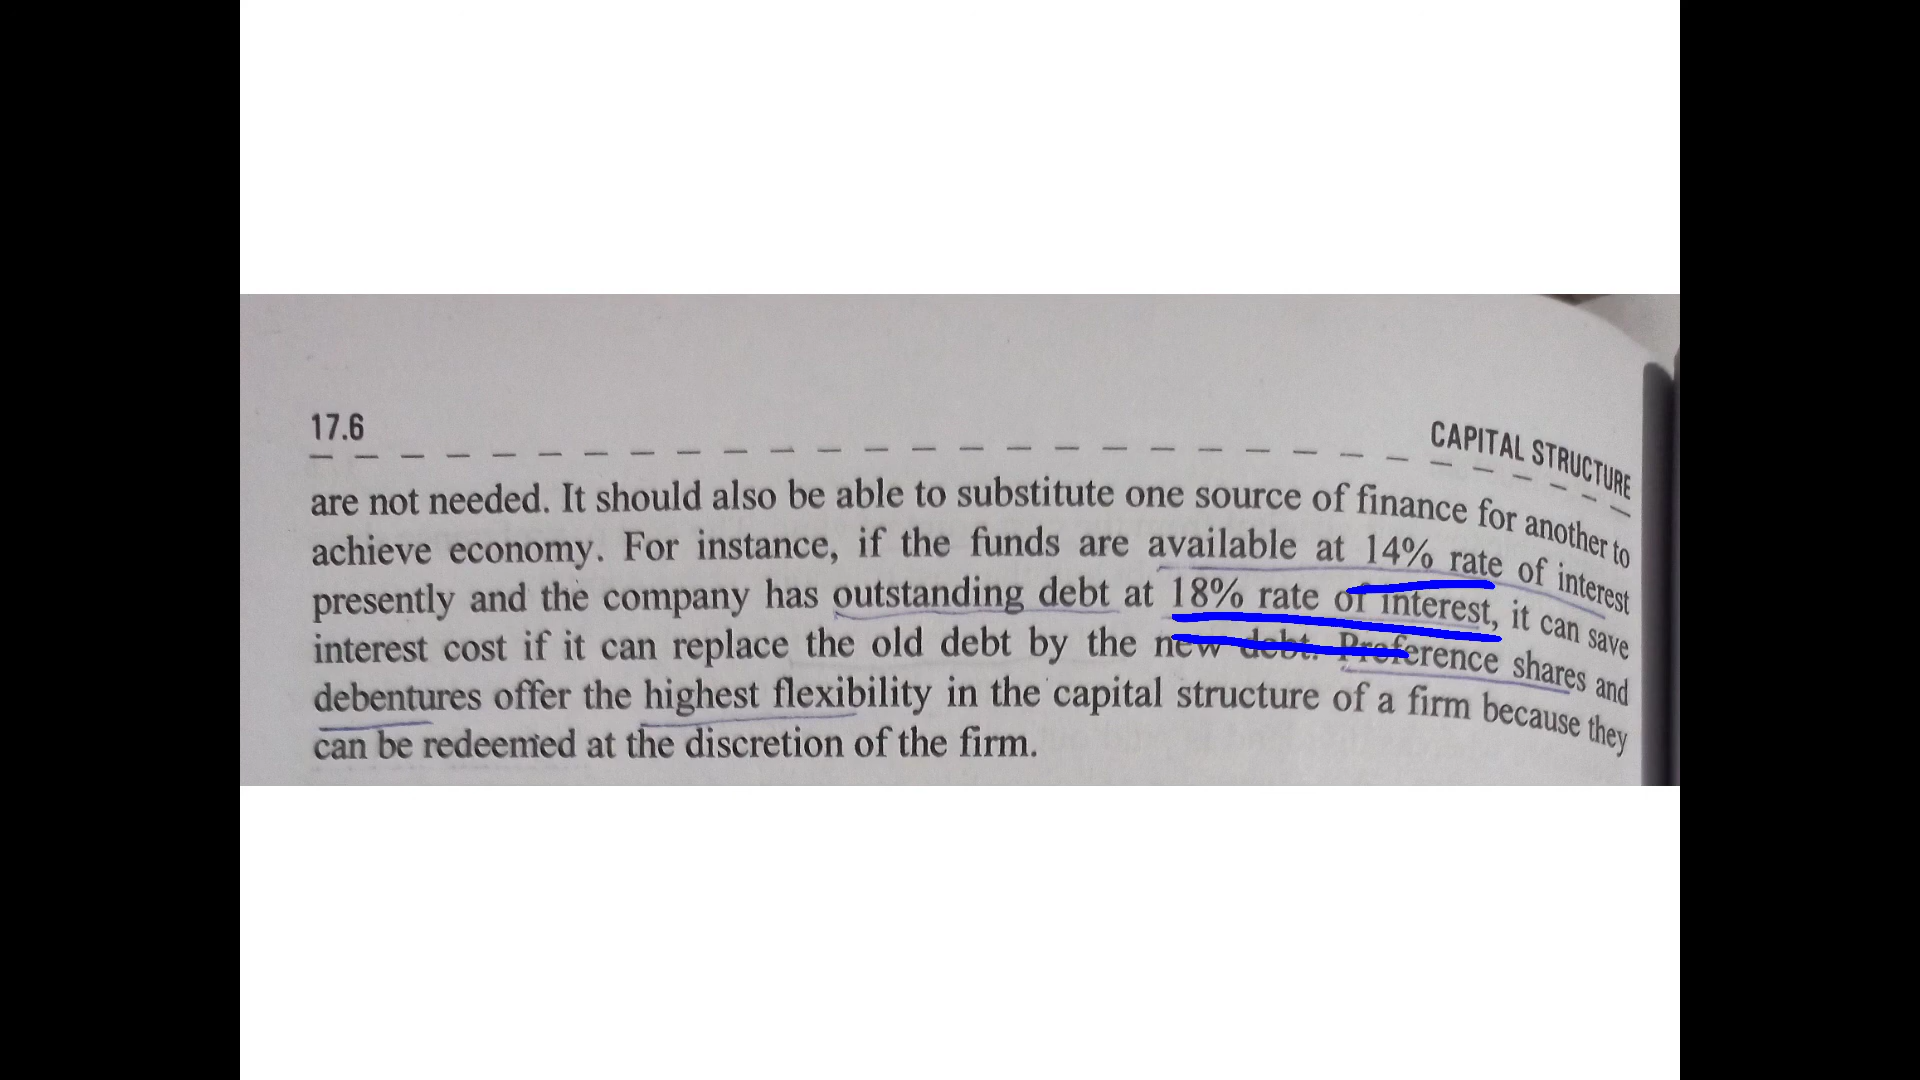 17.6
CAPITAL STRUCTURE
are not needed. It should also be able to substitute one source of finance for another to
achieve economy. For instance, if the funds are available at 14% rate of interest
presently and the company has outstanding debt at 18% rate of interest, it can save
interest cost if it can replace the old debt by the new debt. Preference shares and
debentures offer the highest flexibility in the capital structure of a firm because they
can be redeemed at the discretion of the firm.